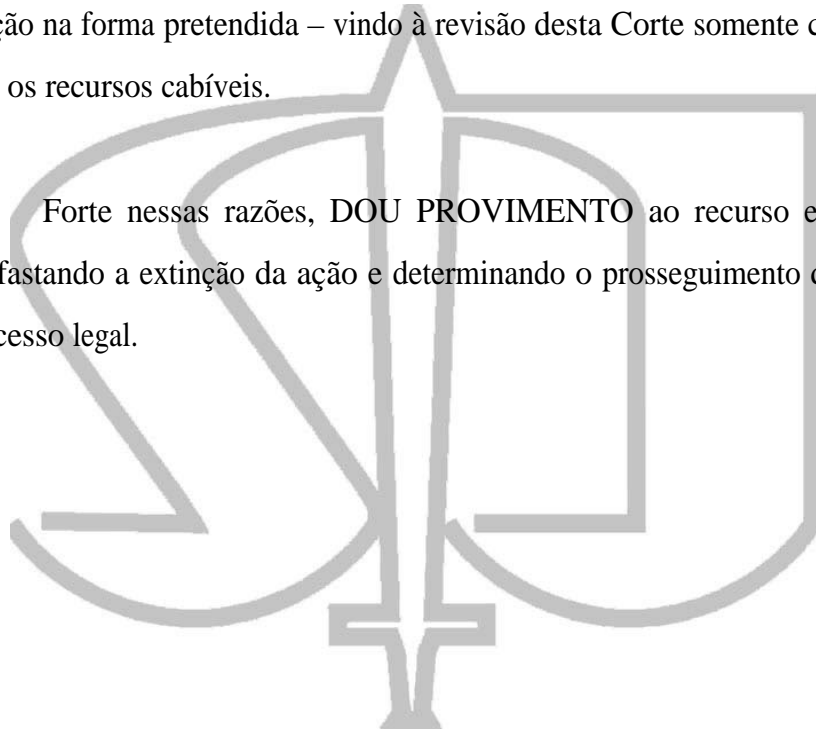 ção na forma pretendida – vindo à revisão desta Corte somente
os recursos cabíveis.
Forte nessas razões, DOU PROVIMENTO ao recurso
fastando a extinção da ação e determinando o prosseguimento
cesso legal.